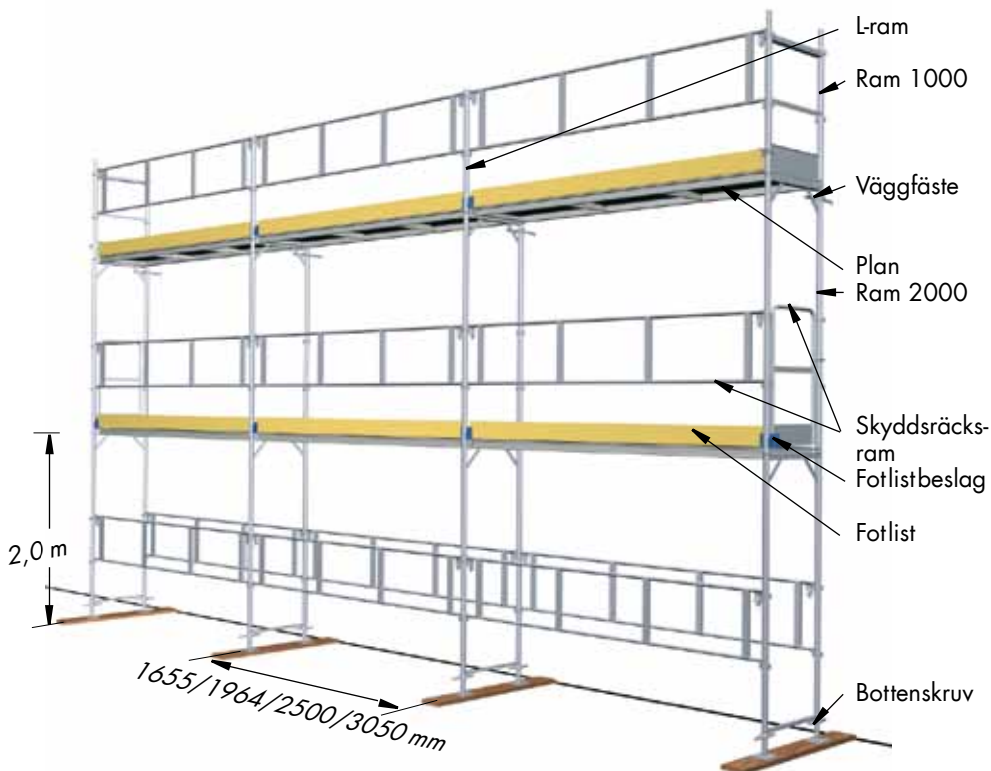 L-ram
Ram 1000
Väggfäste
Plan
Ram 2000
Skyddsräcks-
ram
Fotlistbeslag
Fotlist
2,0 m
1655/1964/2500/3050 mm
Bottenskruv